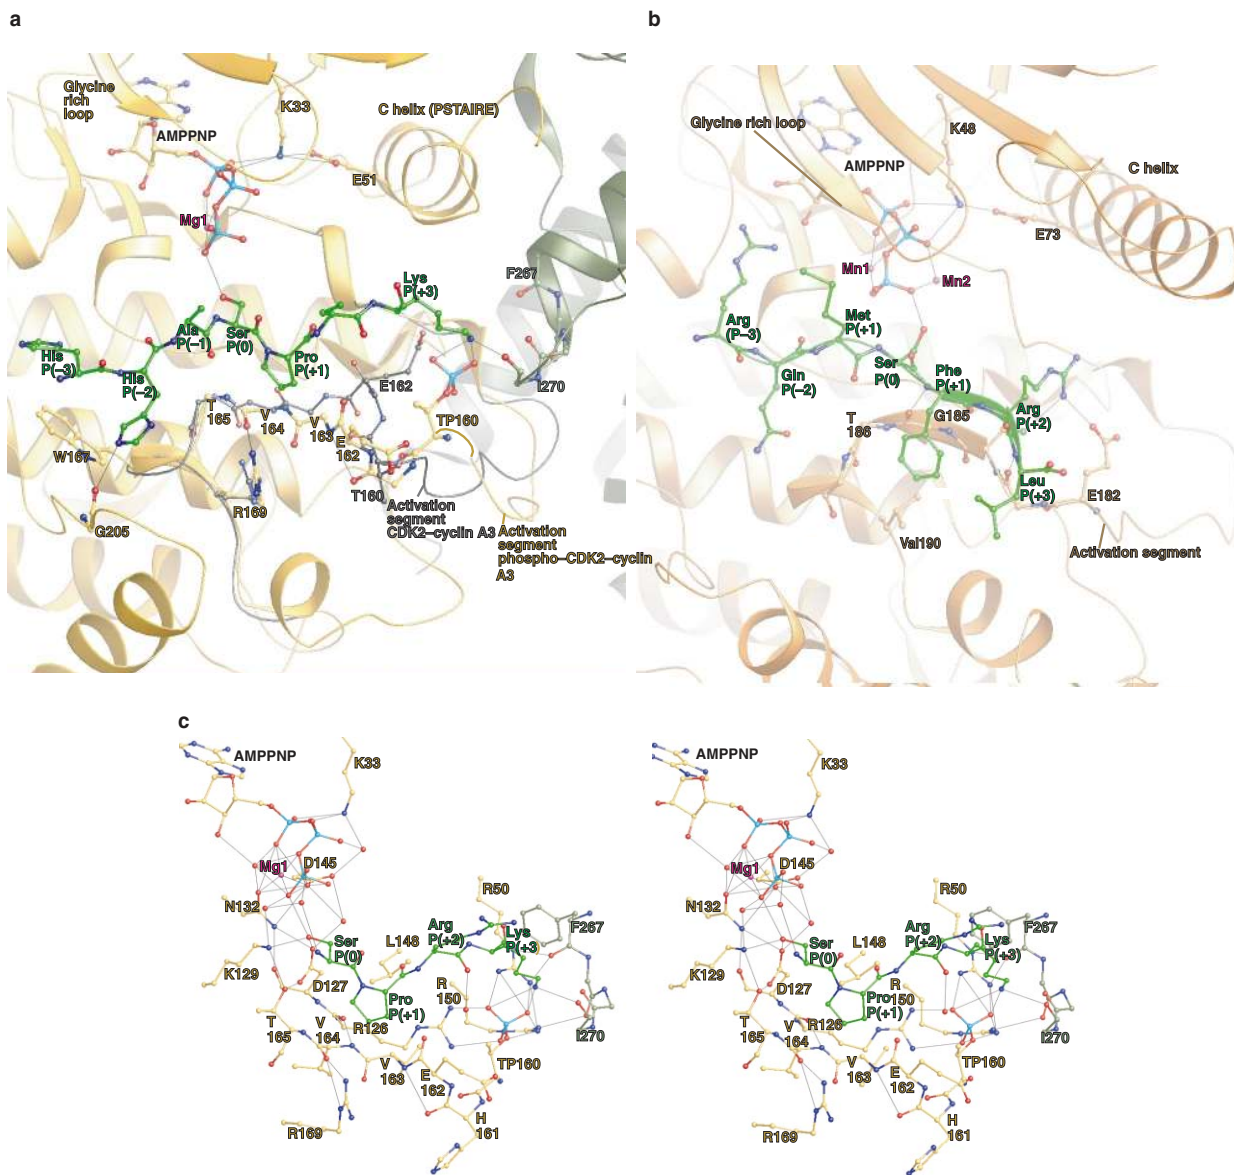 a
Glycine
rich
loop
AMPPNP
K33
C helix (PSTAIRE)
E51
Mg1
Lys
P(+3)
F267
His
P(–3)
Ala
P(–1)
Ser
P(0)
Pro
P(+1)
His
P(–2)
E162
I270
T
165
V
164
V
163
E
162
TP160
W167
R169
T160
G205
Activation
segment
CDK2–cyclin A3
Activation
segment
phospho–CDK2–cyclin
A3
b
Glycine rich loop
AMPPNP
K48
C helix
E73
Mn1
Mn2
Arg
(P–3)
Met
P(+1)
Gln
P(–2)
Ser
P(0)
Phe
P(+1)
G185
Arg
P(+2)
T
186
Leu
P(+3)
E182
Val190
Activation segment
c
AMPPNP
K33
Mg1
D145
N132
R50
Arg
P(+2)
Lys
P(+3
F267
Ser
P(0)
L148
K129
D127
R
150
Pro
P(+1)
T
165
V
164
R126
I270
V
163
E
162
TP160
R169
H
161
AMPPNP
K33
Mg1
D145
N132
R50
Arg
P(+2)
Lys
P(+3)
F267
Ser
P(0)
L148
K129
D127
R
150
Pro
P(+1)
T
165
V
164
R126
I270
V
163
E
162
TP160
R169
H
161